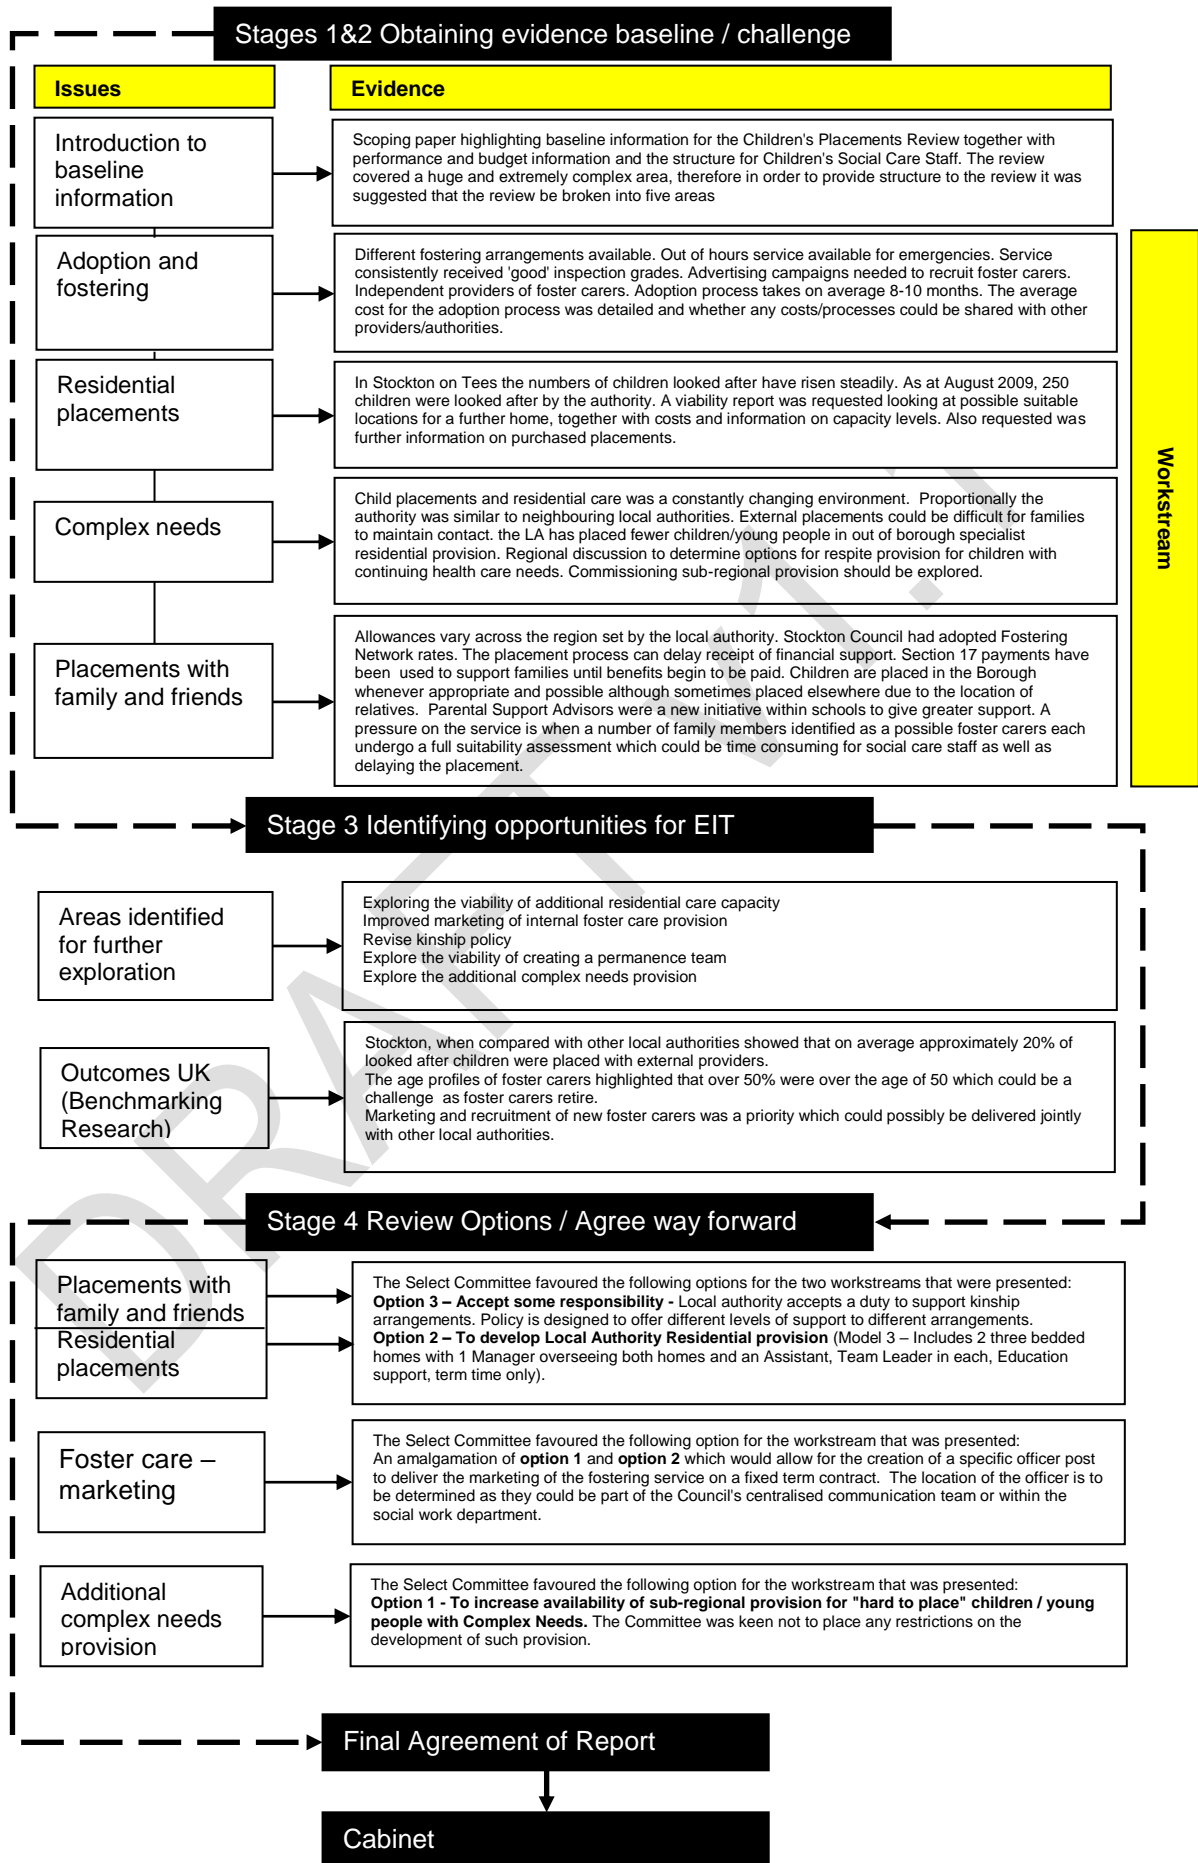 Stages 1&2 Obtaining evidence baseline / challenge
Issues
Evidence
Introduction to
baseline
information
Scoping paper highlighting baseline information for the Children's Placements Review together with
performance and budget information and the structure for Children's Social Care Staff. The review
covered a huge and extremely complex area, therefore in order to provide structure to the review it was
suggested that the review be broken into five areas
Adoption and
fostering
Different fostering arrangements available. Out of hours service available for emergencies. Service
consistently received 'good' inspection grades. Advertising campaigns needed to recruit foster carers.
Independent providers of foster carers. Adoption process takes on average 8-10 months. The average
cost for the adoption process was detailed and whether any costs/processes could be shared with other
providers/authorities.
Residential
placements
In Stockton on Tees the numbers of children looked after have risen steadily. As at August 2009, 250
children were looked after by the authority. A viability report was requested looking at possible suitable
locations for a further home, together with costs and information on capacity levels. Also requested was
further information on purchased placements.
Complex needs
Child placements and residential care was a constantly changing environment. Proportionally the
authority was similar to neighbouring local authorities. External placements could be difficult for families
to maintain contact. the LA has placed fewer children/young people in out of borough specialist
residential provision. Regional discussion to determine options for respite provision for children with
continuing health care needs. Commissioning sub-regional provision should be explored.
Placements with
family and friends
Allowances vary across the region set by the local authority. Stockton Council had adopted Fostering
Network rates. The placement process can delay receipt of financial support. Section 17 payments have
been used to support families until benefits begin to be paid. Children are placed in the Borough
whenever appropriate and possible although sometimes placed elsewhere due to the location of
relatives. Parental Support Advisors were a new initiative within schools to give greater support. A
pressure on the service is when a number of family members identified as a possible foster carers each
undergo a full suitability assessment which could be time consuming for social care staff as well as
delaying the placement.
Workstream
Stage 3 Identifying opportunities for EIT
Areas identified
for further
exploration
Exploring the viability of additional residential care capacity
Improved marketing of internal foster care provision
Revise kinship policy
Explore the viability of creating a permanence team
Explore the additional complex needs provision
Outcomes UK
(Benchmarking
Research)
Stockton, when compared with other local authorities showed that on average approximately 20% of
looked after children were placed with external providers.
The age profiles of foster carers highlighted that over 50% were over the age of 50 which could be a
challenge as foster carers retire.
Marketing and recruitment of new foster carers was a priority which could possibly be delivered jointly
with other local authorities.
Stage 4 Review Options / Agree way forward
Placements with
family and friends
Residential
placements
The Select Committee favoured the following options for the two workstreams that were presented:
Option 3 – Accept some responsibility - Local authority accepts a duty to support kinship
arrangements. Policy is designed to offer different levels of support to different arrangements.
Option 2 – To develop Local Authority Residential provision (Model 3 – Includes 2 three bedded
homes with 1 Manager overseeing both homes and an Assistant, Team Leader in each, Education
support, term time only).
Foster care –
marketing
The Select Committee favoured the following option for the workstream that was presented:
An amalgamation of option 1 and option 2 which would allow for the creation of a specific officer post
to deliver the marketing of the fostering service on a fixed term contract. The location of the officer is to
be determined as they could be part of the Council's centralised communication team or within the
social work department.
Additional
complex needs
provision
The Select Committee favoured the following option for the workstream that was presented:
Option 1 - To increase availability of sub-regional provision for "hard to place" children / young
people with Complex Needs. The Committee was keen not to place any restrictions on the
development of such provision.
Final Agreement of Report
Cabinet
DRAFT